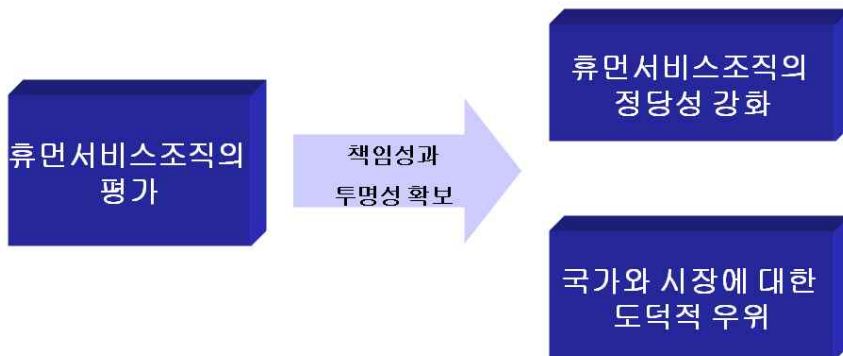 휴먼서비스조직의
평가
책임성과
투명성 확보
휴먼서비스조직의
정당성 강화
국가와 시장에 대한
도덕적 우위